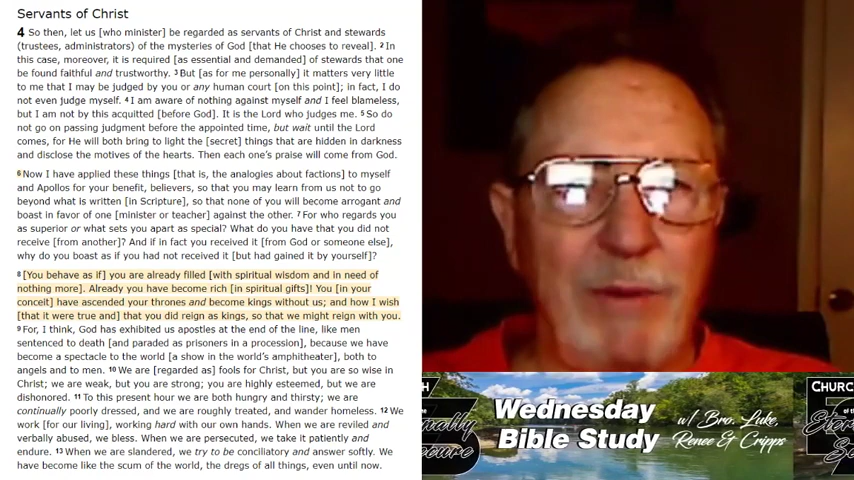 Servants of Christ
4 So then, let us [who minister] be regarded as servants of Christ and stewards
(trustees, administrators) of the mysteries of God [that He chooses to reveal]. 2 In
this case, moreover, it is required [as essential and demanded] of stewards that one
be found faithful and trustworthy. 3 But [as for me personally] it matters very little
to me that I may be judged by you or any human court [on this point]; in fact, I do
not even judge myself. 4 I am aware of nothing against myself and I feel blameless,
but I am not by this acquitted [before God]. It is the Lord who judges me. 5 So do
not go on passing judgment before the appointed time, but wait until the Lord
comes, for He will both bring to light the [secret] things that are hidden in darkness
and disclose the motives of the hearts. Then each one's praise will come from God.
6 Now I have applied these things [that is, the analogies about factions] to myself
and Apollos for your benefit, believers, so that you may learn from us not to go
beyond what is written [in Scripture], so that none of you will become arrogant and
boast in favor of one [minister or teacher] against the other. 7 For who regards you
as superior or what sets you apart as special? What do you have that you did not
receive [from another]? And if in fact you received it [from God or someone else],
why do you boast as if you had not received it [but had gained it by yourself]?
8 [You behave as if] you are already filled [with spiritual wisdom and in need of
nothing more]. Already you have become rich [in spiritual gifts]! You [in your
conceit] have ascended your thrones and become kings without us; and how I wish
[that it were true and] that you did reign as kings, so that we might reign with you.
9 For, I think, God has exhibited us apostles at the end of the line, like men
sentenced to death [and paraded as prisoners in a procession], because we have
become a spectacle to the world [a show in the world's amphitheater], both to
angels and to men. 10 We are [regarded as] fools for Christ, but you are so wise in
Christ; we are weak, but you are strong; you are highly esteemed, but we are
dishonored. 11 To this present hour we are both hungry and thirsty; we are
continually poorly dressed, and we are roughly treated, and wander homeless. 12 We
work [for our living], working hard with our own hands. When we are reviled and
verbally abused, we bless. When we are persecuted, we take it patiently and
endure. 13 When we are slandered, we try to be conciliatory and answer softly. We
have become like the scum of the world, the dregs of all things, even until now.
Wednesday
Bible Study
w/ Bro. Luke,
Renee & Cripps
CHURCH
of the